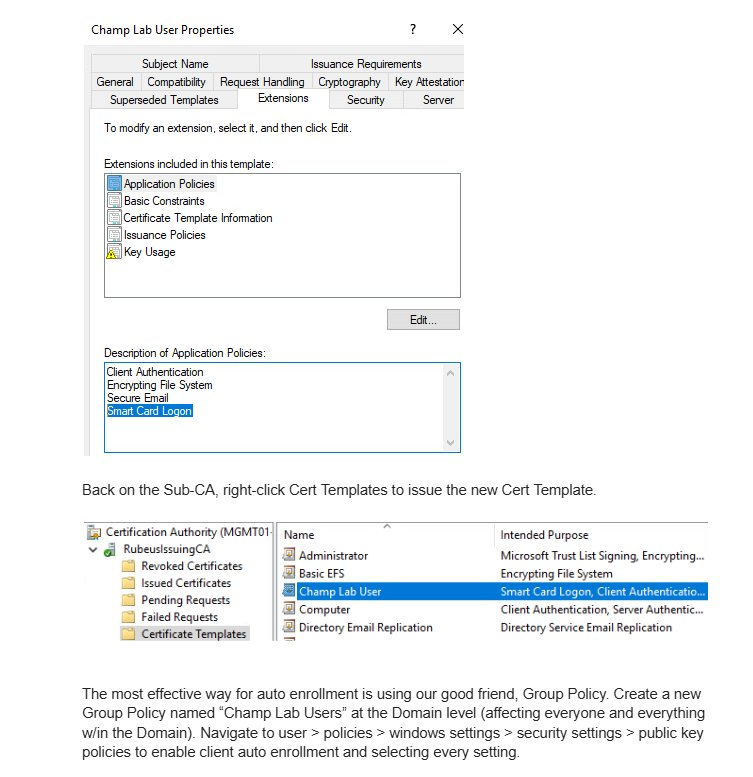 Champ Lab User Properties ? X
Subject Name Issuance Requirements
General Compatibility Request Handling Cryptography Key Attestation
Superseded Templates Extensions Security Server
To modify an extension, select it, and then click Edit.
Extensions included in this template:
Application Policies
Basic Constraints
Certificate Template Information
Issuance Policies
Key Usage
Edit...
Description of Application Policies:
Client Authentication
Encrypting File System
Secure Email
Smart Card Logon
Back on the Sub-CA, right-click Cert Templates to issue the new Cert Template.
Certification Authority (MGMT01- Name Intended Purpose
RubeusIssuingCA Administrator Microsoft Trust List Signing, Encrypting...
Revoked Certificates Basic EFS Encrypting File System
Issued Certificates Champ Lab User Smart Card Logon, Client Authenticatio...
Pending Requests Computer Client Authentication, Server Authentic...
Failed Requests Directory Email Replication Directory Service Email Replication
Certificate Templates
The most effective way for auto enrollment is using our good friend, Group Policy. Create a new
Group Policy named “Champ Lab Users” at the Domain level (affecting everyone and everything
w/in the Domain). Navigate to user > policies > windows settings > security settings > public key
policies to enable client auto enrollment and selecting every setting.